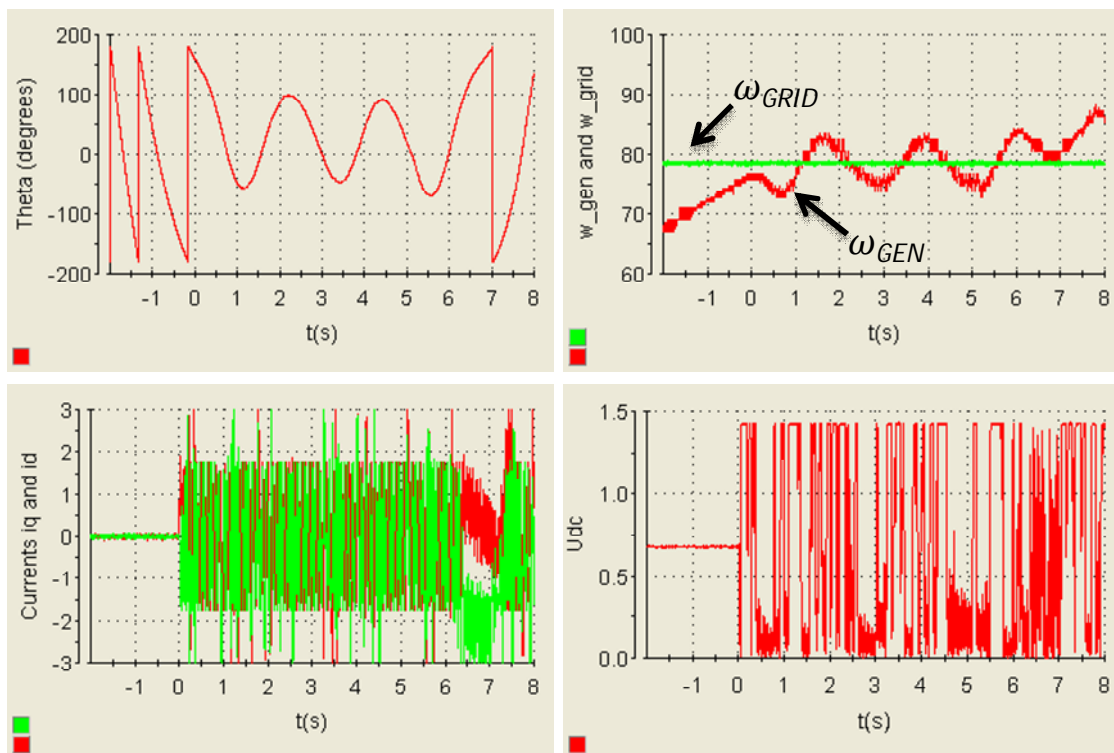 200
100
0
-100
-200
Theta (degrees)
-1 0 1 2 3 4 5 6 7 8
t(s)
100
90
80
70
60
w_gen and w_grid
ωGRID
ωGEN
-1 0 1 2 3 4 5 6 7 8
t(s)
3
2
1
0
-1
-2
-3
Currents iq and id
-1 0 1 2 3 4 5 6 7 8
t(s)
1.5
1.0
0.5
0.0
Udc
-1 0 1 2 3 4 5 6 7 8
t(s)